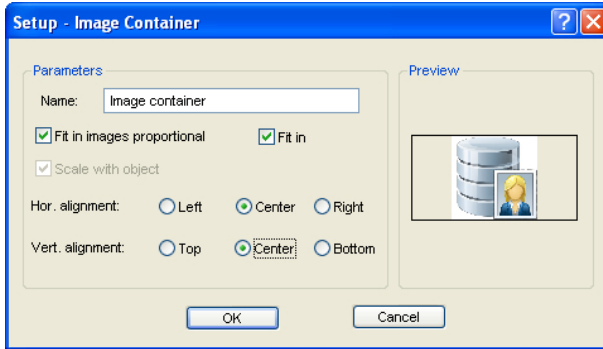 Setup - Image Container
Parameters
Name: Image container
Fit in images proportional Fit in
Scale with object
Hor. alignment: Left Center Right
Vert. alignment: Top Center Bottom
Preview
OK Cancel